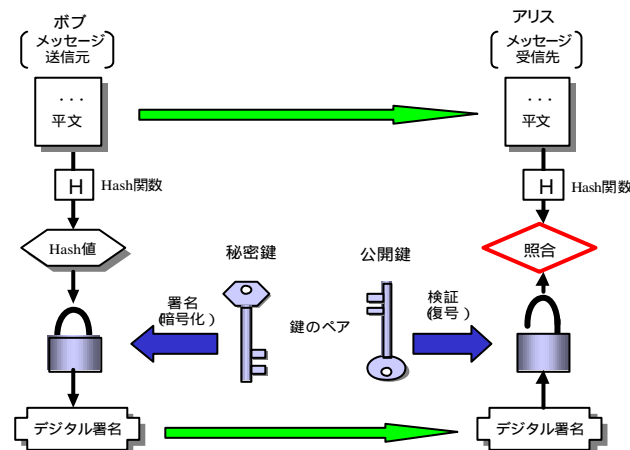 ボブ
メッセージ
送信元
・・・
平文
H
Hash関数
Hash値
署名
(暗号化 )
デジタル署名
秘密鍵
公開鍵
鍵のペア
アリス
メッセージ
受信先
・・・
平文
H
Hash関数
照合
検証
(復号 )
デジタル署名